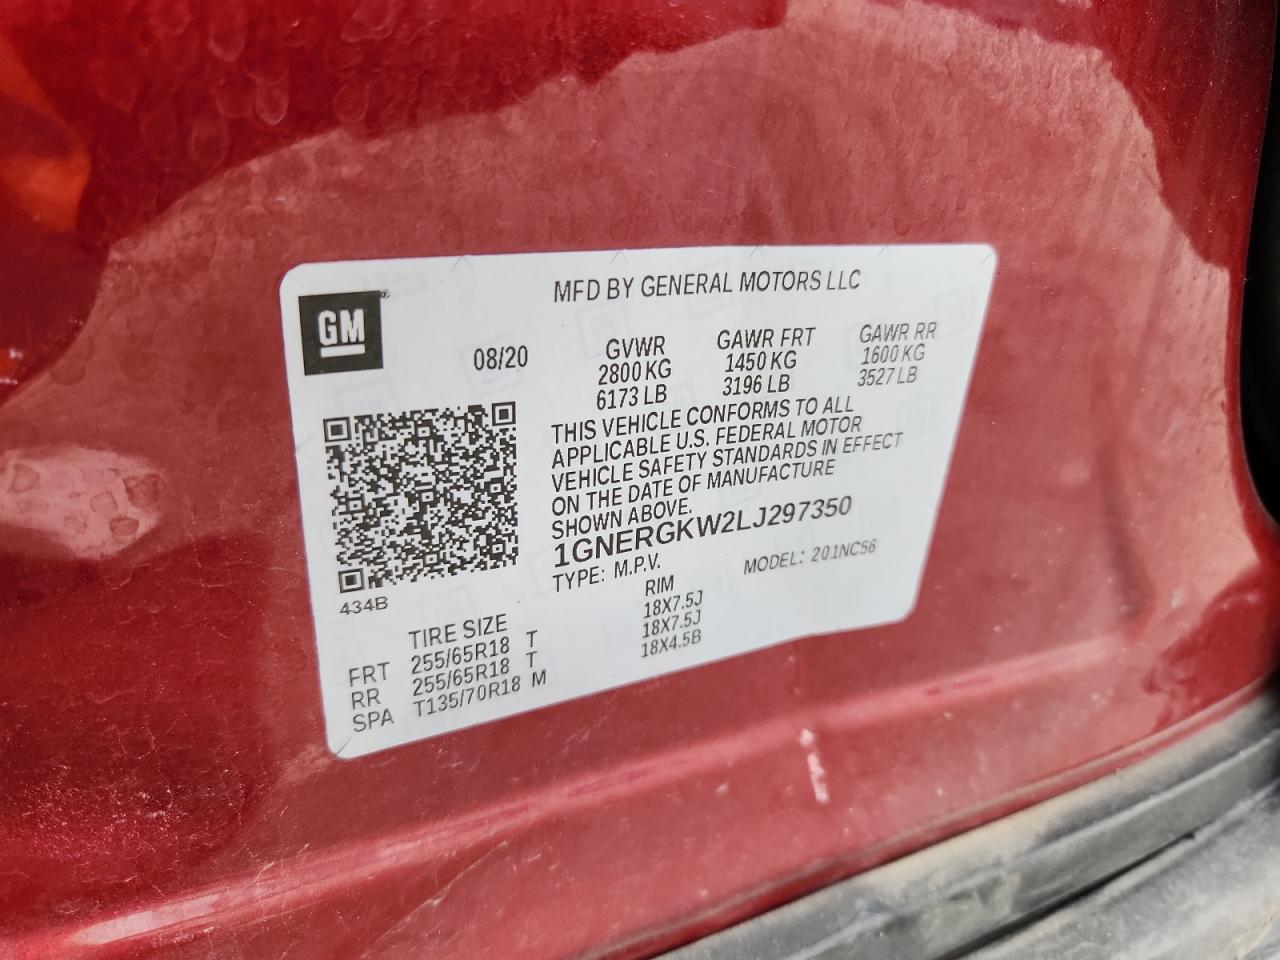 MFD BY GENERAL MOTORS LLC
GM®
08/20
GVWR GAWR FRT GAWR RR
2800 KG 1450 KG 1600 KG
6173 LB 3196 LB 3527 LB
THIS VEHICLE CONFORMS TO ALL
APPLICABLE U.S. FEDERAL MOTOR
VEHICLE SAFETY STANDARDS IN EFFECT
ON THE DATE OF MANUFACTURE
SHOWN ABOVE.
1GNERGKW2LJ297350
TYPE: M.P.V. MODEL: 201NC56
434B
TIRE SIZE RIM
FRT 255/65R18 T 18X7.5J
RR 255/65R18 T 18X7.5J
SPA T135/70R18 M 18X4.5B